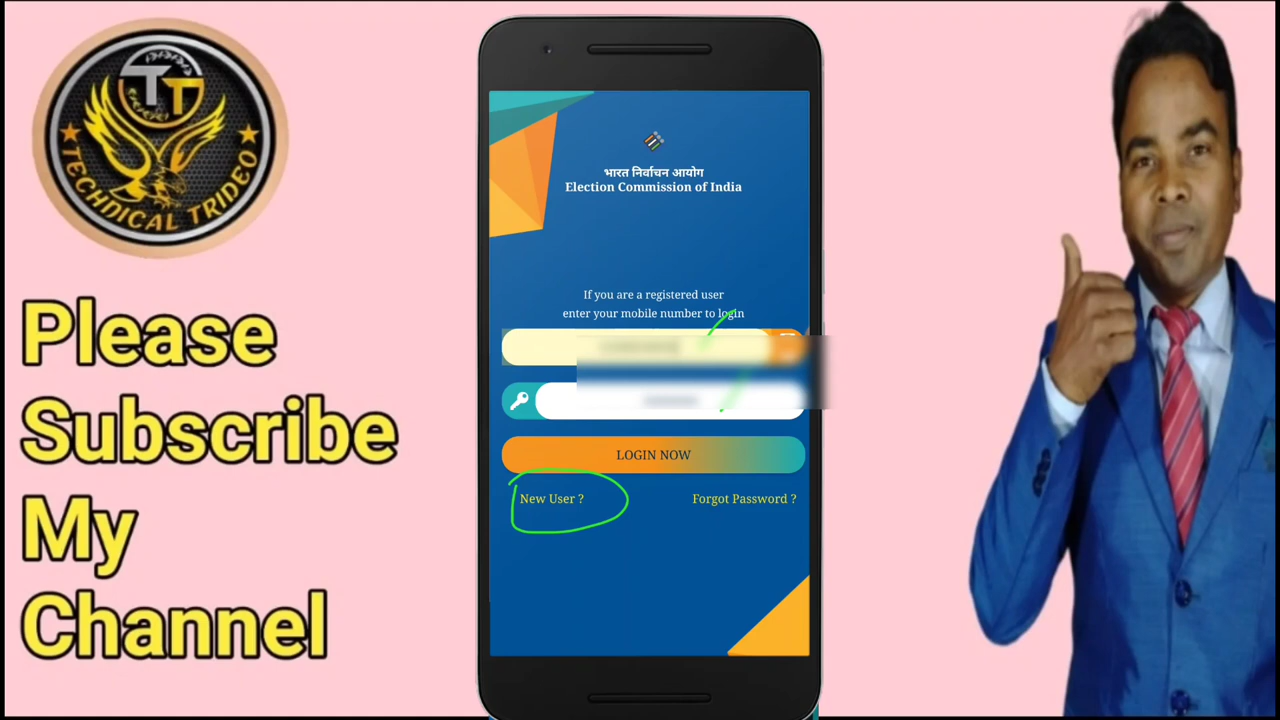 TT
TECHDICAL TRIDEO
Please
Subscribe
My
Channel
भारत निर्वाचन आयोग
Election Commission of India
If you are a registered user
enter your mobile number to login
LOGIN NOW
New User ?
Forgot Password ?